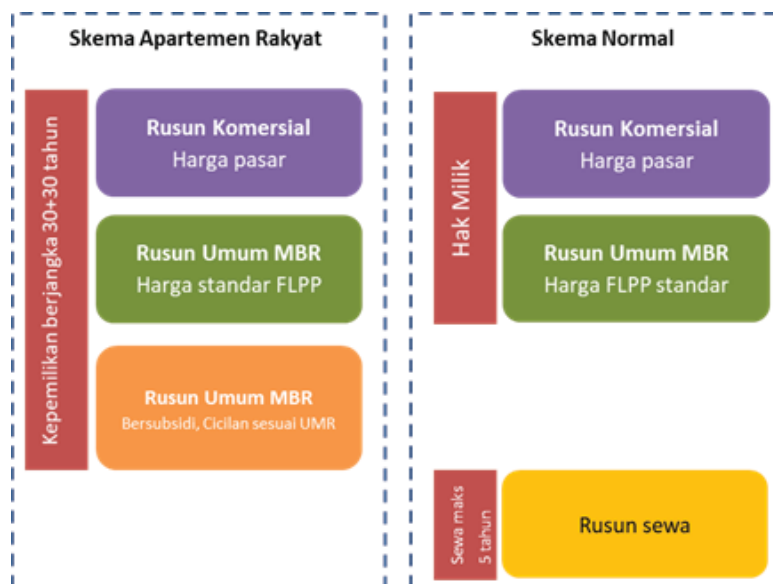 Skema Apartemen Rakyat
Kepemilikan berjangka 30+30 tahun
Rusun Komersial
Harga pasar
Rusun Umum MBR
Harga standar FLPP
Rusun Umum MBR
Bersubsidi, Cicilan sesuai UMR
Skema Normal
Hak Milik
Rusun Komersial
Harga pasar
Rusun Umum MBR
Harga FLPP standar
Sewa maks
5 tahun
Rusun sewa